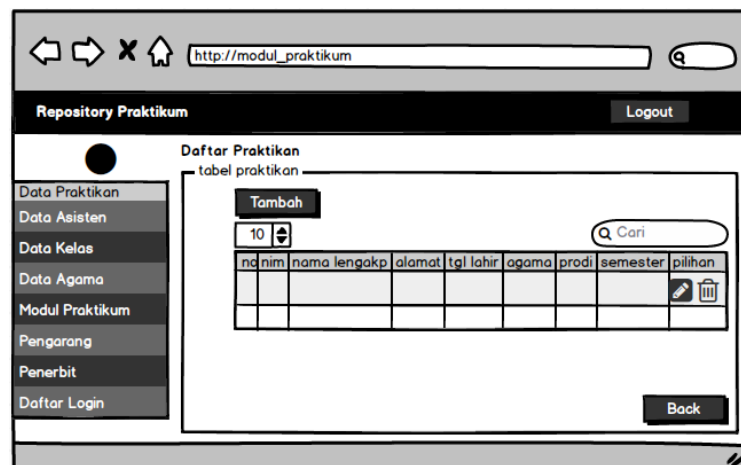 http://modul_praktikum
Repository Praktikum
Logout
Daftar Praktikan
tabel praktikan
Data Praktikan
Data Asisten
Data Kelas
Data Agama
Modul Praktikum
Pengarang
Penerbit
Daftar Login
Tambah
10
Cari
no nim nama lengakp alamat tgl lahir agama prodi semester pilihan
Back